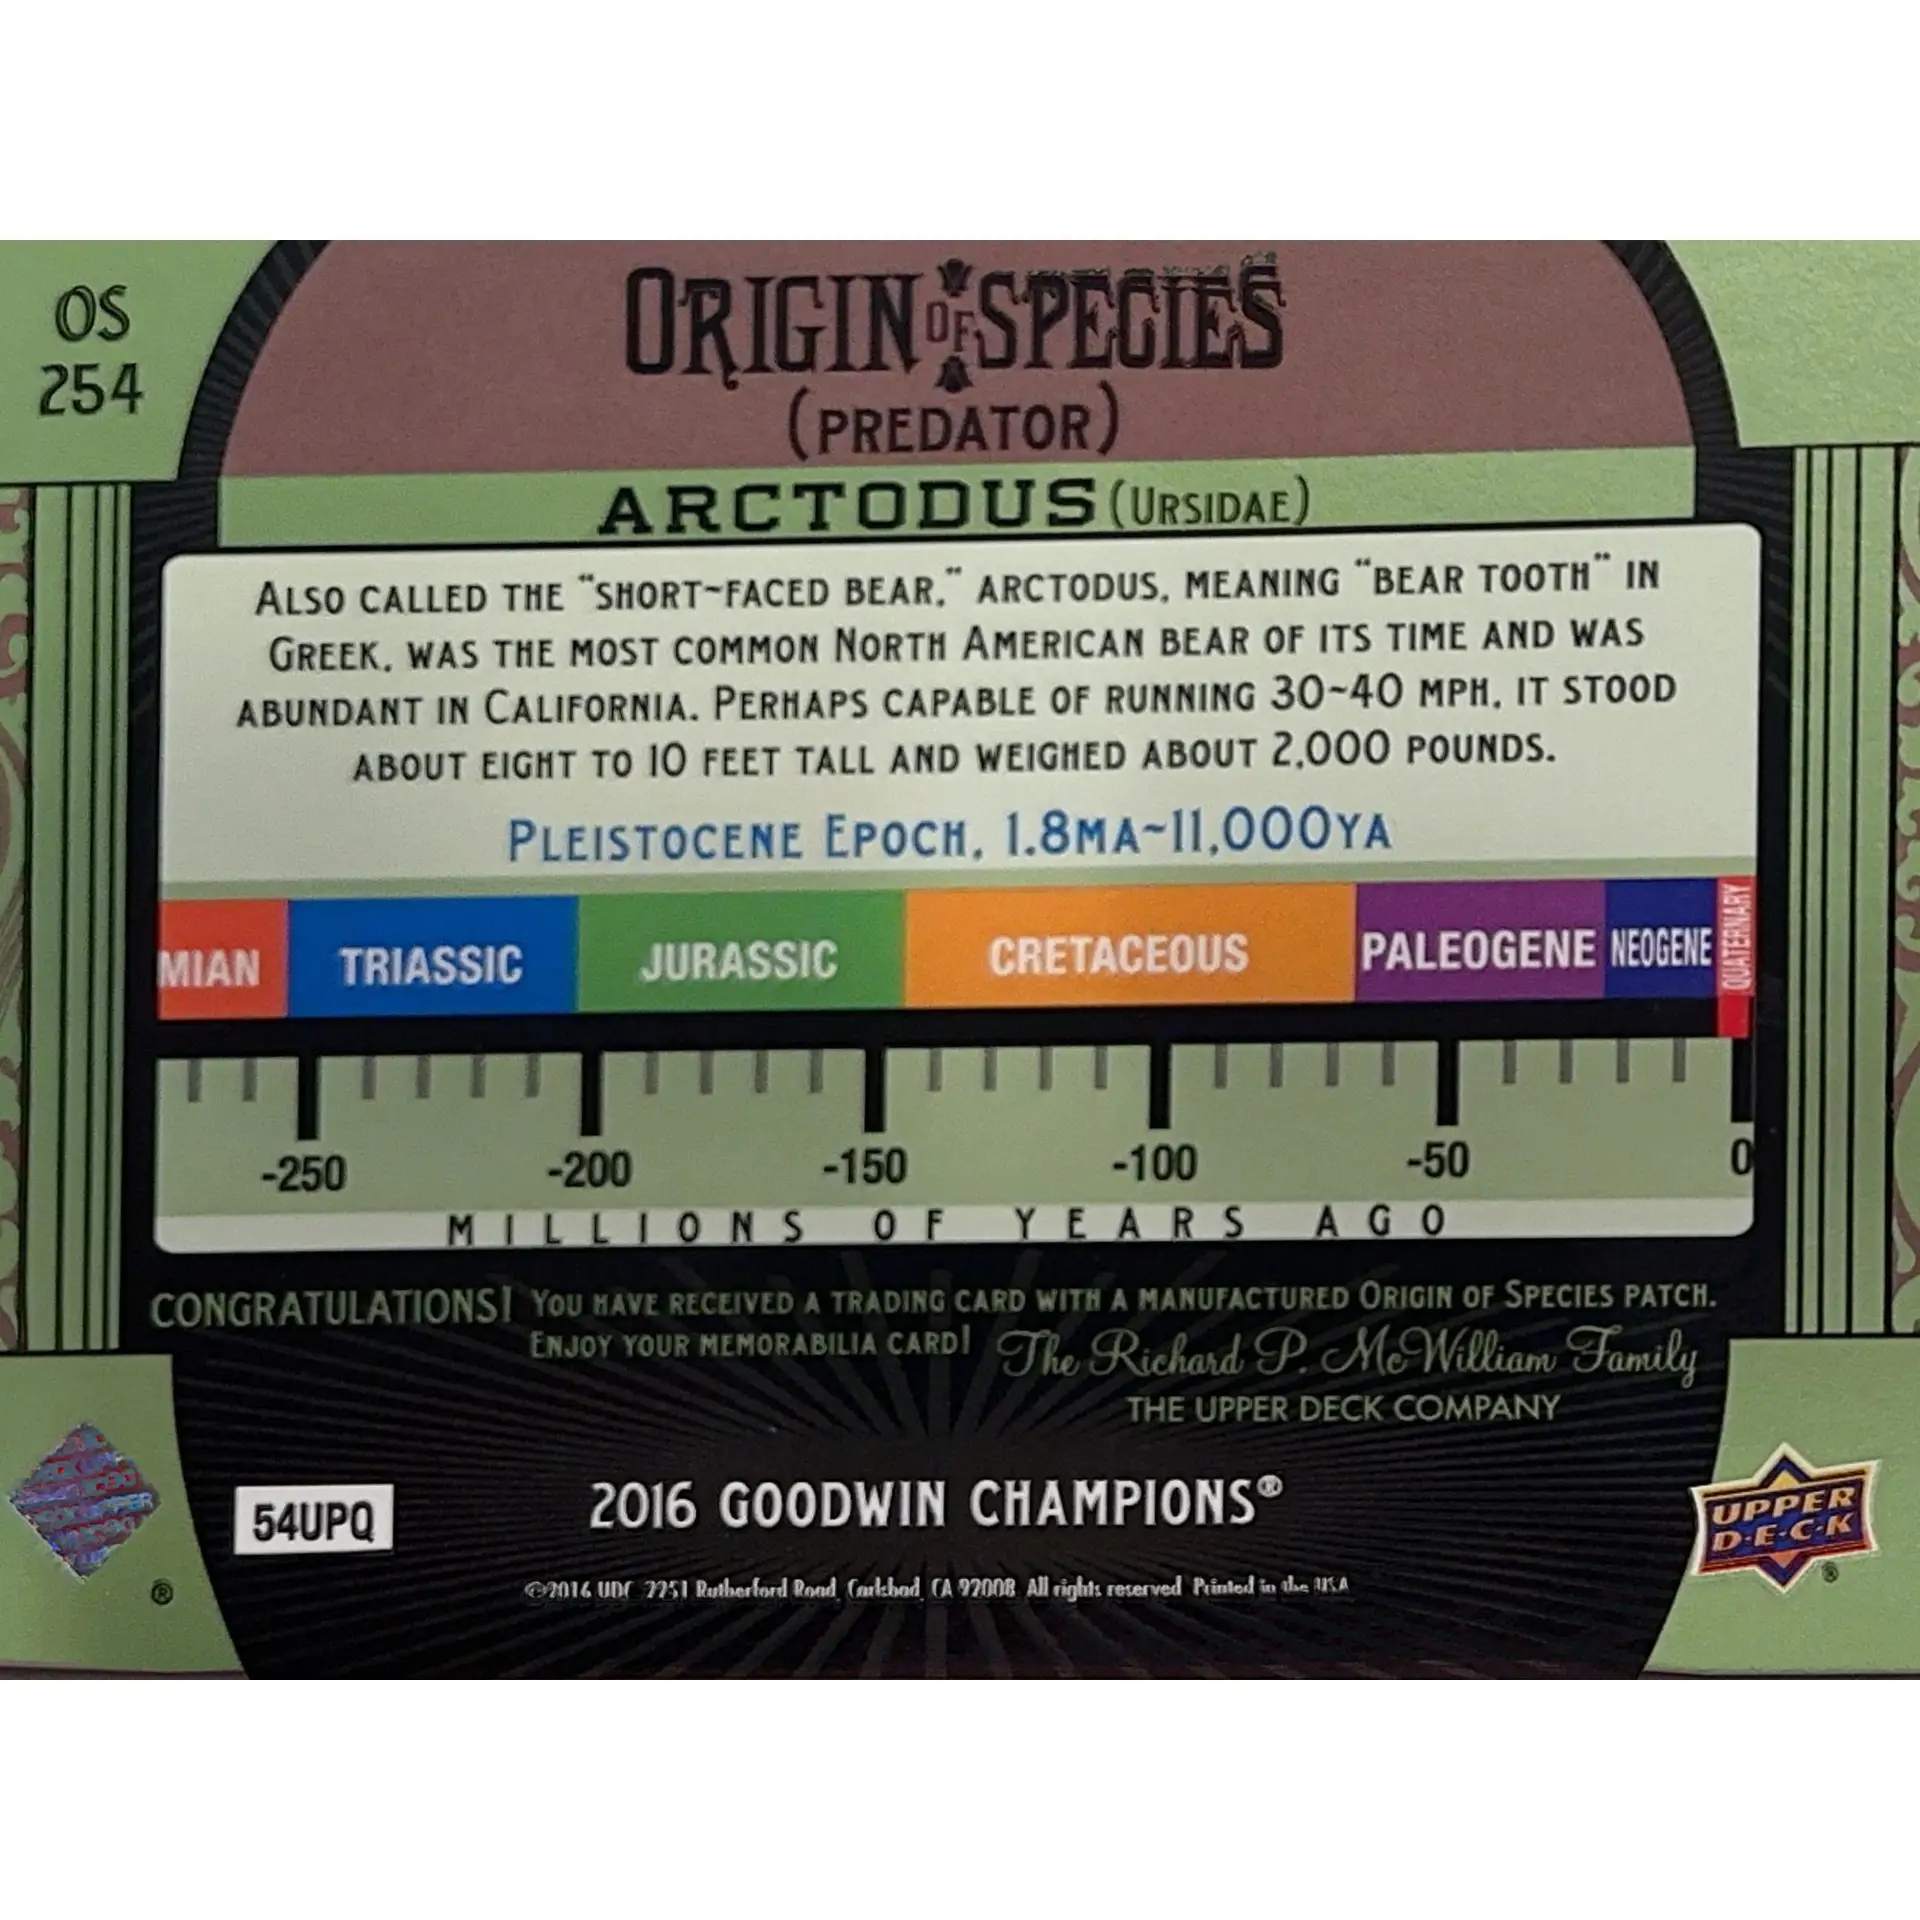 OS
254
ORIGIN OF SPECIES
(PREDATOR)
ARCTODUS (URSIDAE)
ALSO CALLED THE "SHORT-FACED BEAR," ARCTODUS, MEANING "BEAR TOOTH" IN
GREEK, WAS THE MOST COMMON NORTH AMERICAN BEAR OF ITS TIME AND WAS
ABUNDANT IN CALIFORNIA. PERHAPS CAPABLE OF RUNNING 30~40 MPH, IT STOOD
ABOUT EIGHT TO 10 FEET TALL AND WEIGHED ABOUT 2,000 POUNDS.
PLEISTOCENE EPOCH, 1.8MA~11,000YA
MIAN TRIASSIC JURASSIC CRETACEOUS PALEOGENE NEOGENE QUATERNARY
-250 -200 -150 -100 -50 0
MILLIONS OF YEARS AGO
CONGRATULATIONS! YOU HAVE RECEIVED A TRADING CARD WITH A MANUFACTURED ORIGIN OF SPECIES PATCH.
ENJOY YOUR MEMORABILIA CARD! The Richard P. McWilliam Family
THE UPPER DECK COMPANY
54UPQ
2016 GOODWIN CHAMPIONS®
UPPER
D·E·C·K
®
®
©2016 UDC 2251 Rutherford Road, Carlsbad, CA 92008 All rights reserved Printed in the USA